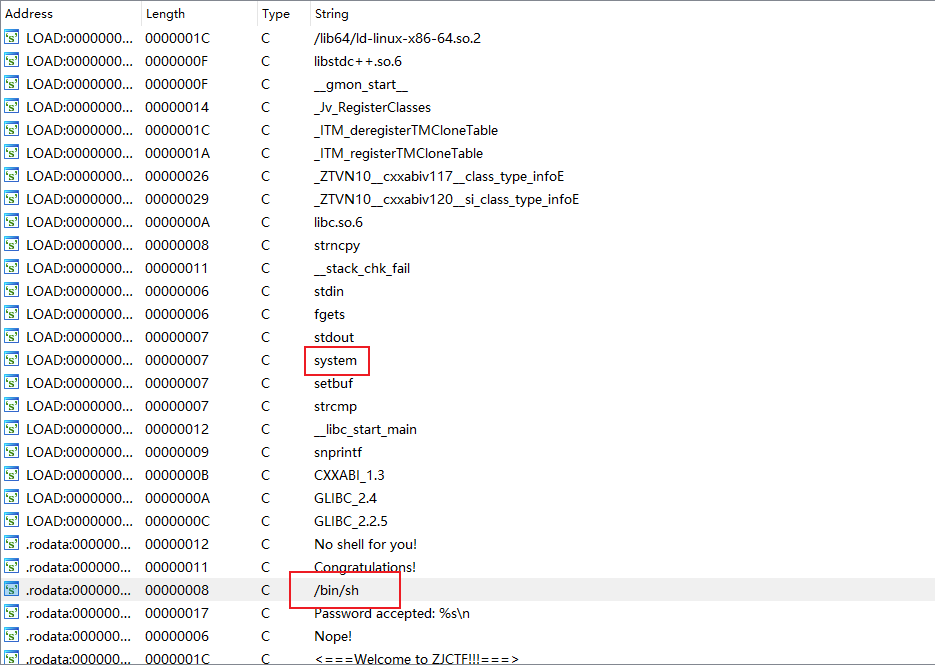 Address Length Type String
LOAD:0000000... 0000001C C /lib64/ld-linux-x86-64.so.2
LOAD:0000000... 0000000F C libstdc++.so.6
LOAD:0000000... 0000000F C __gmon_start__
LOAD:0000000... 00000014 C _Jv_RegisterClasses
LOAD:0000000... 0000001C C _ITM_deregisterTMCloneTable
LOAD:0000000... 0000001A C _ITM_registerTMCloneTable
LOAD:0000000... 00000026 C _ZTVN10__cxxabiv117__class_type_infoE
LOAD:0000000... 00000029 C _ZTVN10__cxxabiv120__si_class_type_infoE
LOAD:0000000... 0000000A C libc.so.6
LOAD:0000000... 00000008 C strncpy
LOAD:0000000... 00000011 C __stack_chk_fail
LOAD:0000000... 00000006 C stdin
LOAD:0000000... 00000006 C fgets
LOAD:0000000... 00000007 C stdout
LOAD:0000000... 00000007 C system
LOAD:0000000... 00000007 C setbuf
LOAD:0000000... 00000007 C strcmp
LOAD:0000000... 00000012 C __libc_start_main
LOAD:0000000... 00000009 C snprintf
LOAD:0000000... 0000000B C CXXABI_1.3
LOAD:0000000... 0000000A C GLIBC_2.4
LOAD:0000000... 0000000C C GLIBC_2.2.5
.rodata:000000... 00000012 C No shell for you!
.rodata:000000... 00000011 C Congratulations!
.rodata:000000... 00000008 C /bin/sh
.rodata:000000... 00000017 C Password accepted: %s\n
.rodata:000000... 00000006 C Nope!
.rodata:000000... 0000001C C <===Welcome to ZJCTF!!!===>